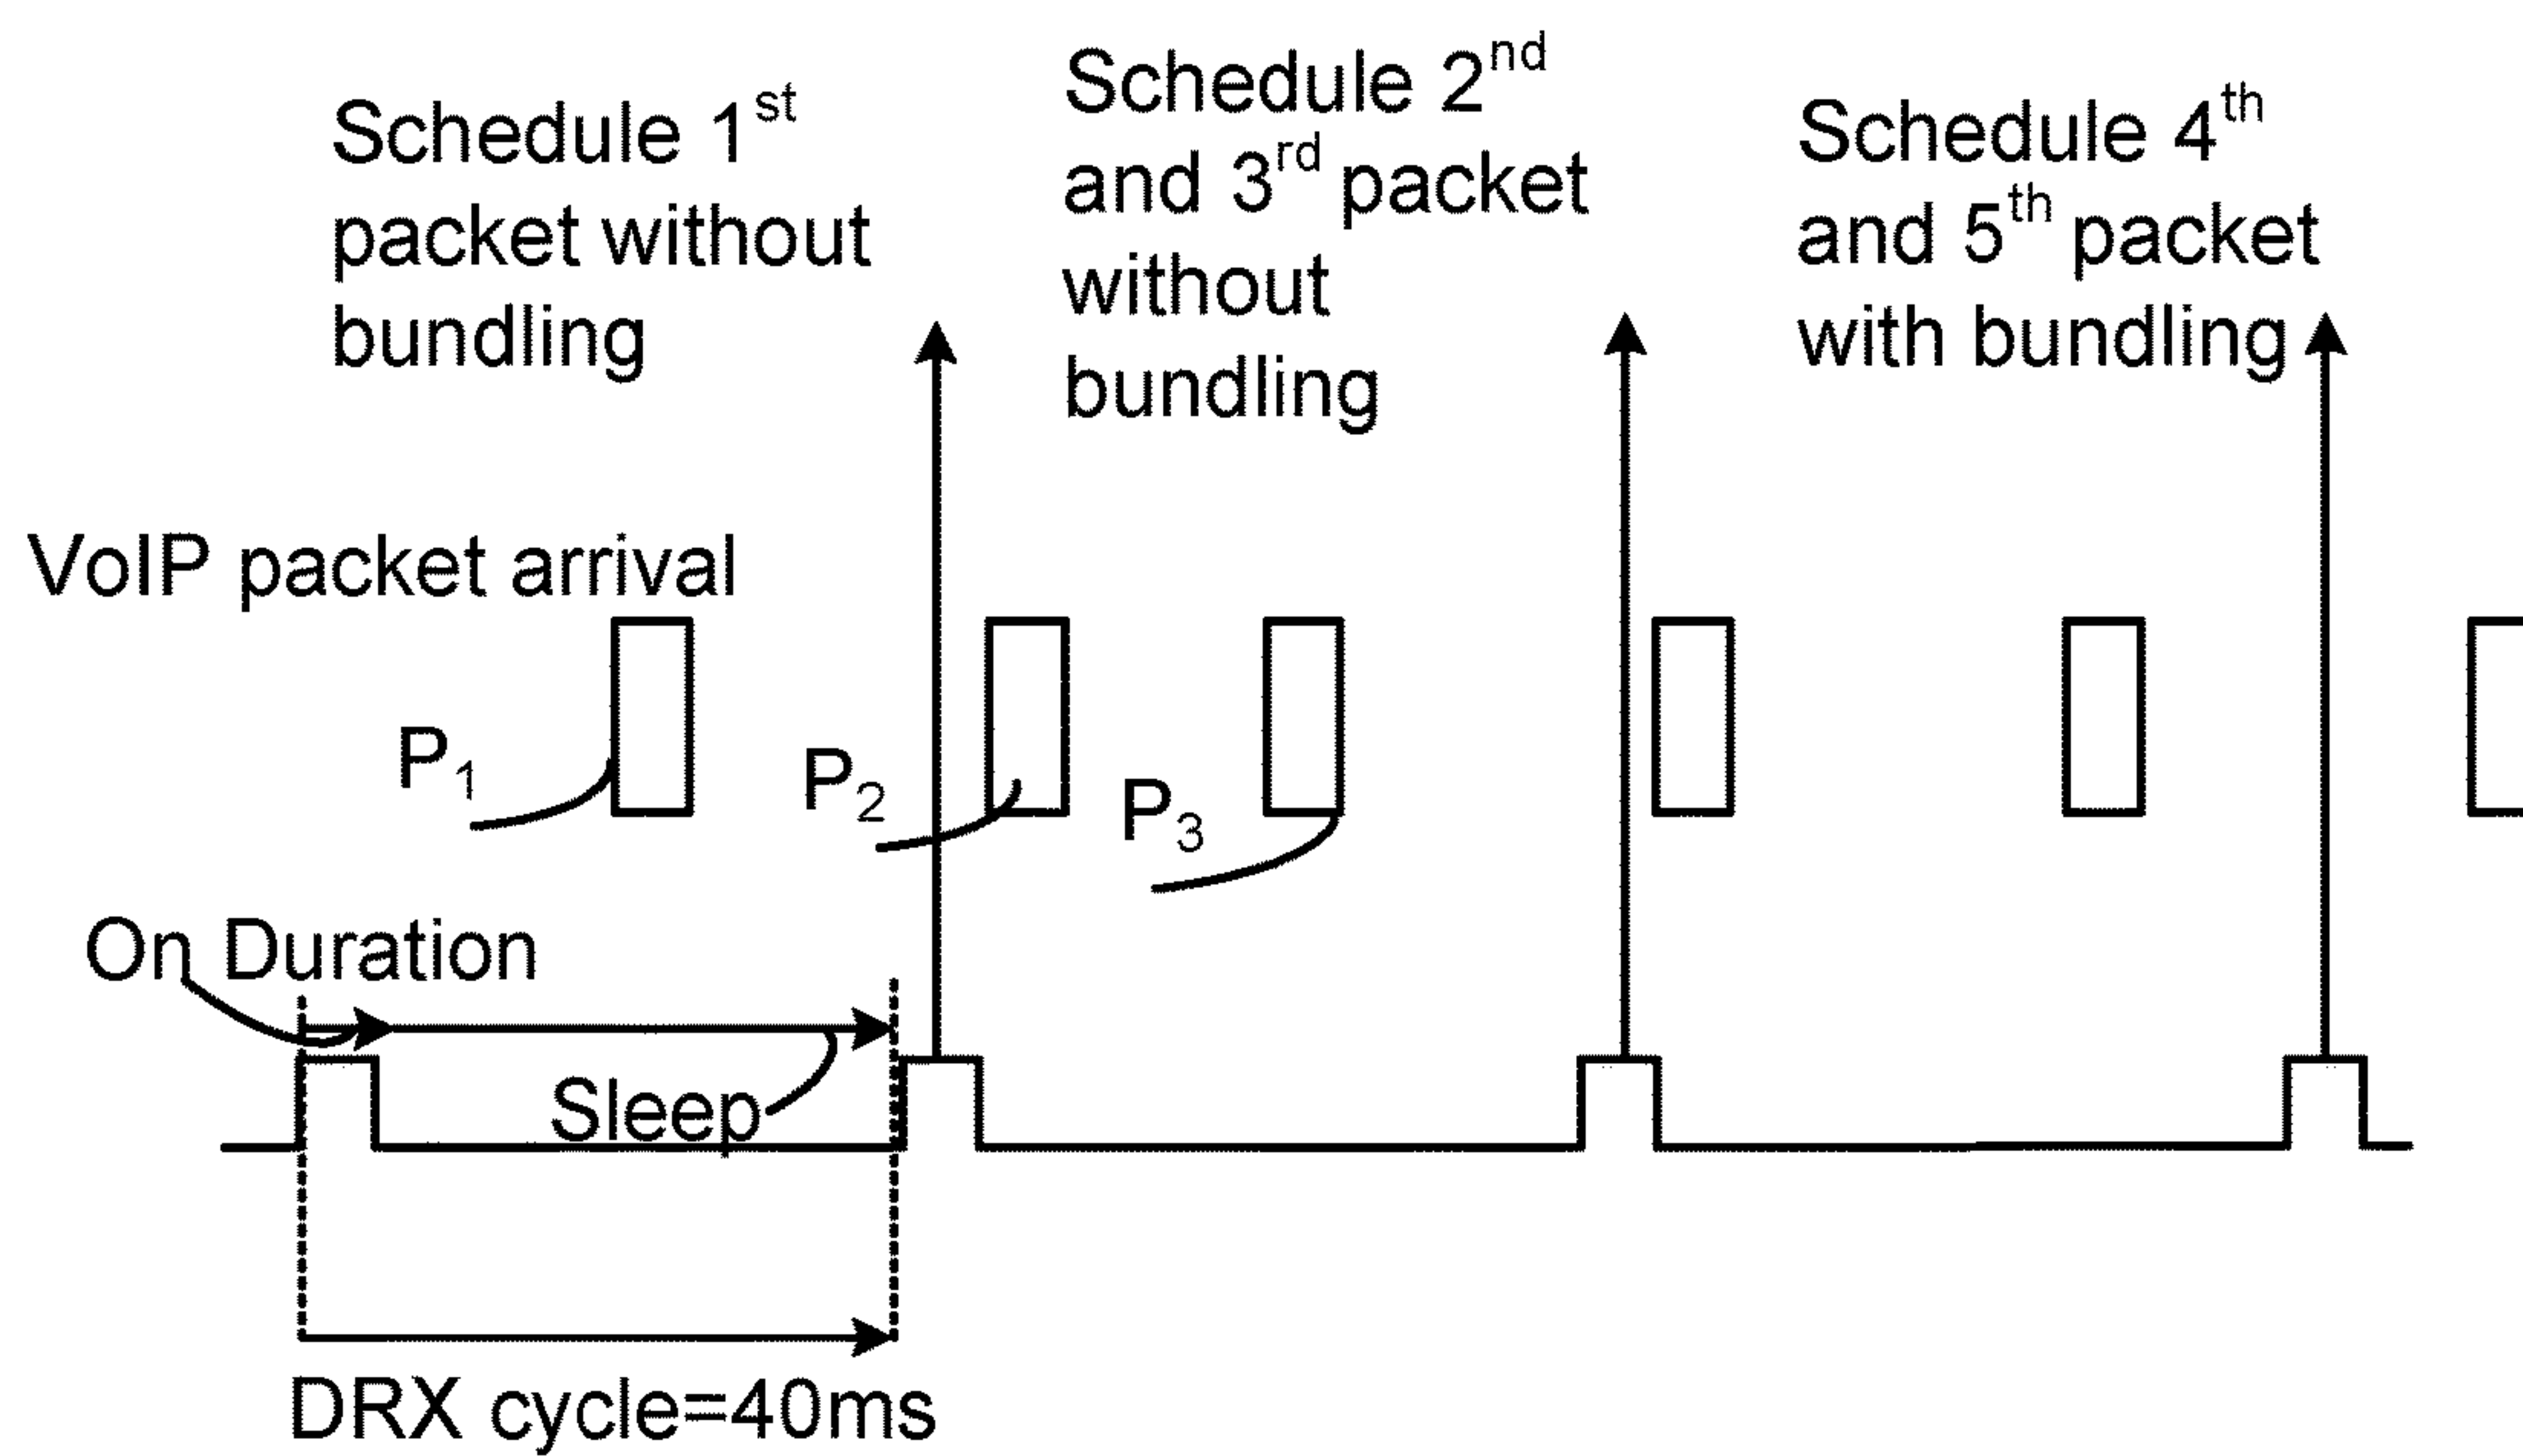 Schedule 1st
packet without
bundling
Schedule 2nd
and 3rd packet
without
bundling
Schedule 4th
and 5th packet
with bundling
VoIP packet arrival
P1
P2
P3
On Duration
Sleep
DRX cycle=40ms